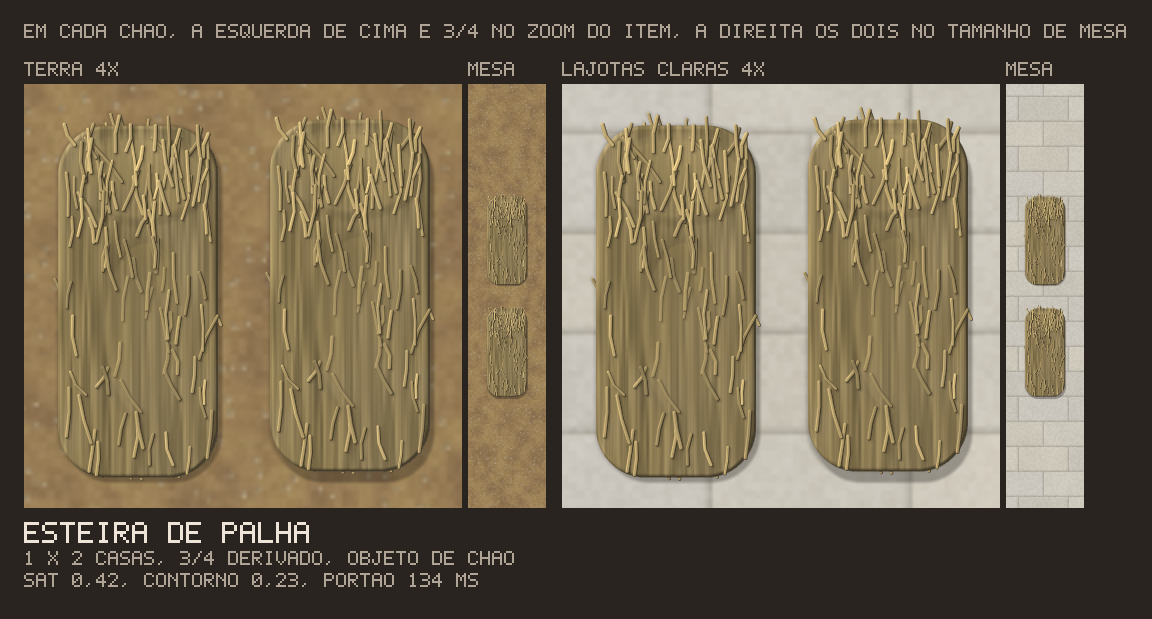 EM CADA CHAO, A ESQUERDA DE CIMA E 3/4 NO ZOOM DO ITEM, A DIREITA OS DOIS NO TAMANHO DE MESA
TERRA 4X
MESA
LAJOTAS CLARAS 4X
MESA
ESTEIRA DE PALHA
1 X 2 CASAS, 3/4 DERIVADO, OBJETO DE CHAO
SAT 0,42, CONTORNO 0,23, PORTAO 134 MS